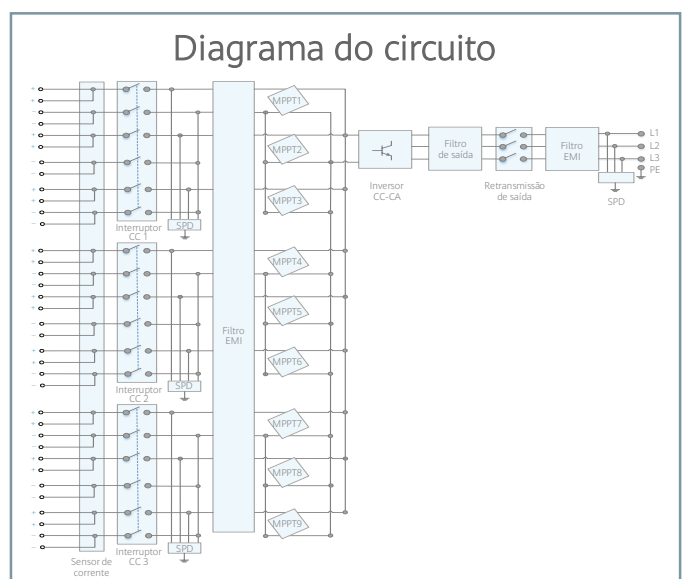 Diagrama do circuito
MPPT1
MPPT2
MPPT3
SPD
Interruptor
CC 1
MPPT4
MPPT5
MPPT6
SPD
Interruptor
CC 2
Filtro
EMI
MPPT7
MPPT8
MPPT9
SPD
Interruptor
CC 3
Sensor de
corrente
Inversor
CC-CA
Filtro
de saída
Retransmissão
de saída
Filtro
EMI
L1
L2
L3
PE
SPD